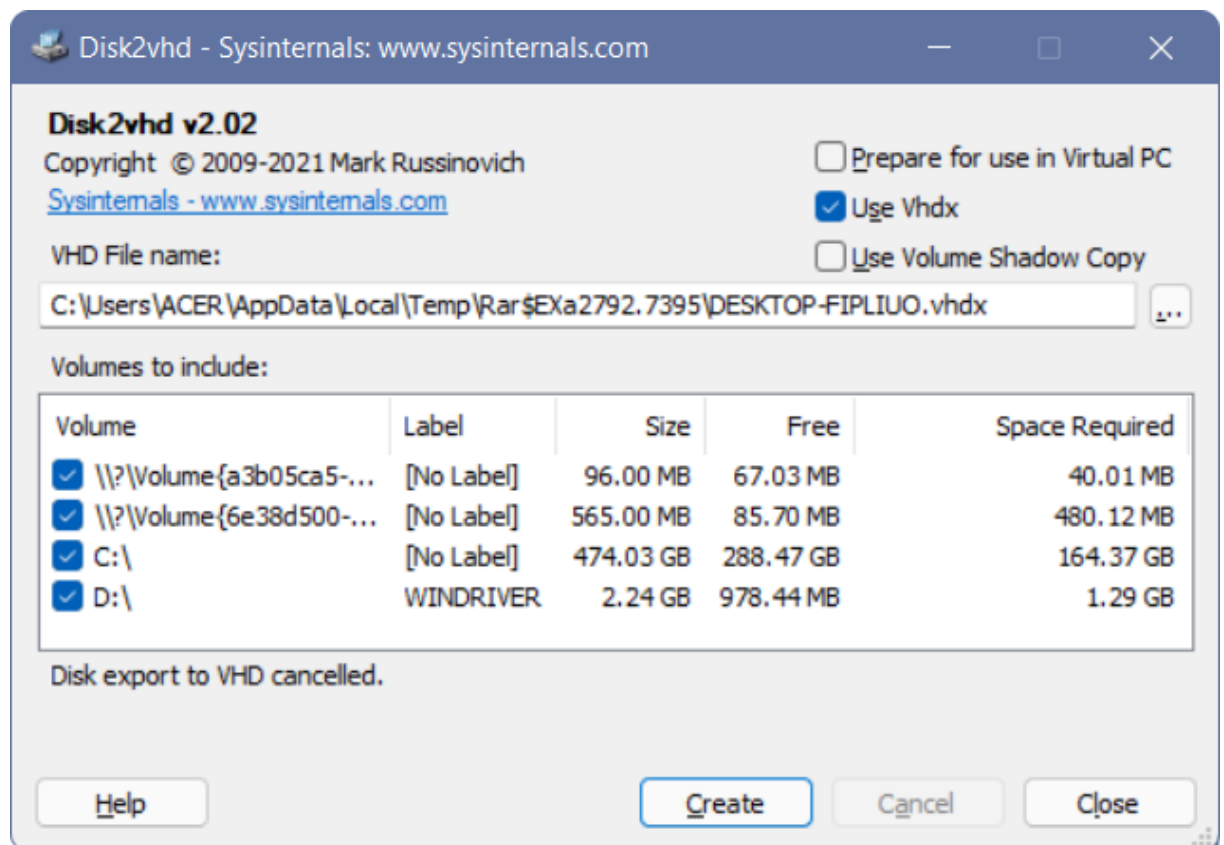 Disk2vhd - Sysinternals: www.sysinternals.com
Disk2vhd v2.02
Copyright © 2009-2021 Mark Russinovich
Sysinternals - www.sysinternals.com
Prepare for use in Virtual PC
Use Vhdx
Use Volume Shadow Copy
VHD File name:
C:\Users\ACER\AppData\Local\Temp\Rar$EXa2792.7395\DESKTOP-FIPLIUO.vhdx
...
Volumes to include:
Volume Label Size Free Space Required
\\?\Volume{a3b05ca5-... [No Label] 96.00 MB 67.03 MB 40.01 MB
\\?\Volume{6e38d500-... [No Label] 565.00 MB 85.70 MB 480.12 MB
C:\ [No Label] 474.03 GB 288.47 GB 164.37 GB
D:\ WINDRIVER 2.24 GB 978.44 MB 1.29 GB
Disk export to VHD cancelled.
Help Create Cancel Close